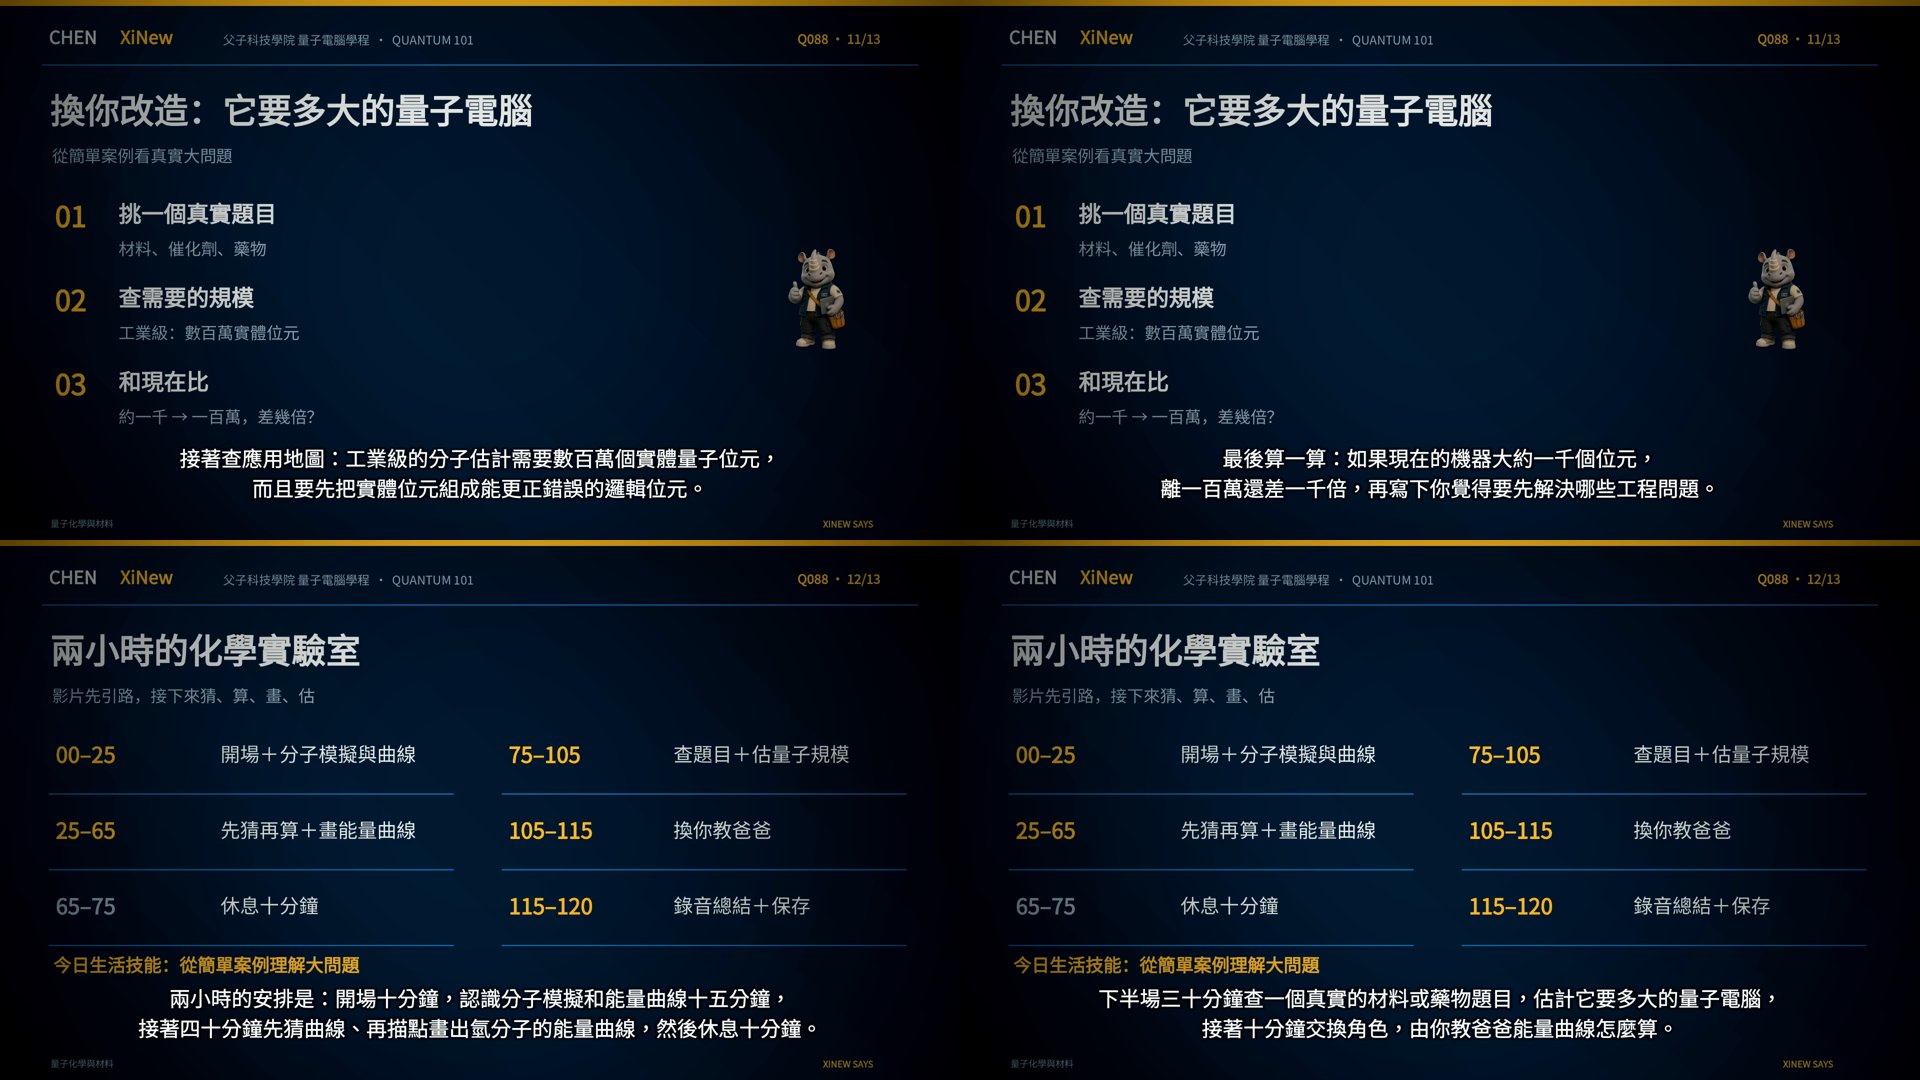 CHEN XiNew 父子科技學院 量子電腦學程 · QUANTUM 101 Q088 · 11/13
換你改造：它要多大的量子電腦
從簡單案例看真實大問題
01 挑一個真實題目
材料、催化劑、藥物
02 查需要的規模
工業級：數百萬實體位元
03 和現在比
約一千 → 一百萬，差幾倍？
接著查應用地圖：工業級的分子估計需要數百萬個實體量子位元，
而且要先把實體位元組成能更正錯誤的邏輯位元。
量子化學與材料 XINEW SAYS
CHEN XiNew 父子科技學院 量子電腦學程 · QUANTUM 101 Q088 · 11/13
換你改造：它要多大的量子電腦
從簡單案例看真實大問題
01 挑一個真實題目
材料、催化劑、藥物
02 查需要的規模
工業級：數百萬實體位元
03 和現在比
約一千 → 一百萬，差幾倍？
最後算一算：如果現在的機器大約一千個位元，
離一百萬還差一千倍，再寫下你覺得要先解決哪些工程問題。
量子化學與材料 XINEW SAYS
CHEN XiNew 父子科技學院 量子電腦學程 · QUANTUM 101 Q088 · 12/13
兩小時的化學實驗室
影片先引路，接下來猜、算、畫、估
00–25 開場＋分子模擬與曲線 75–105 查題目＋估量子規模
25–65 先猜再算＋畫能量曲線 105–115 換你教爸爸
65–75 休息十分鐘 115–120 錄音總結＋保存
今日生活技能：從簡單案例理解大問題
兩小時的安排是：開場十分鐘，認識分子模擬和能量曲線十五分鐘，
接著四十分鐘先猜曲線、再描點畫出氫分子的能量曲線，然後休息十分鐘。
量子化學與材料 XINEW SAYS
CHEN XiNew 父子科技學院 量子電腦學程 · QUANTUM 101 Q088 · 12/13
兩小時的化學實驗室
影片先引路，接下來猜、算、畫、估
00–25 開場＋分子模擬與曲線 75–105 查題目＋估量子規模
25–65 先猜再算＋畫能量曲線 105–115 換你教爸爸
65–75 休息十分鐘 115–120 錄音總結＋保存
今日生活技能：從簡單案例理解大問題
下半場三十分鐘查一個真實的材料或藥物題目，估計它要多大的量子電腦，
接著十分鐘交換角色，由你教爸爸能量曲線怎麼算。
量子化學與材料 XINEW SAYS